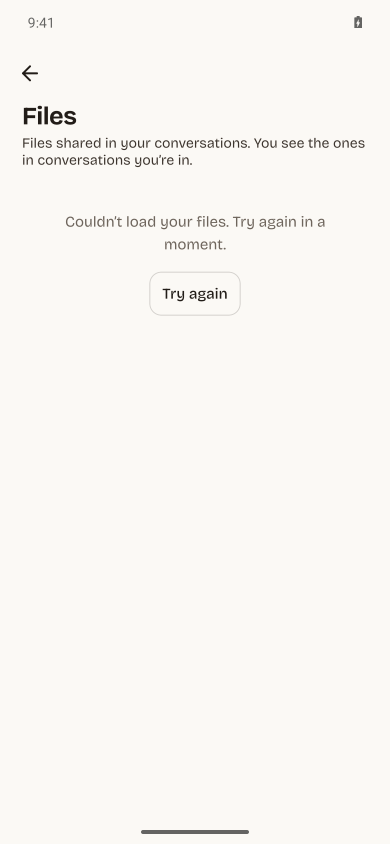 9:41
Files
Files shared in your conversations. You see the ones
in conversations you're in.
Couldn't load your files. Try again in a
moment.
Try again